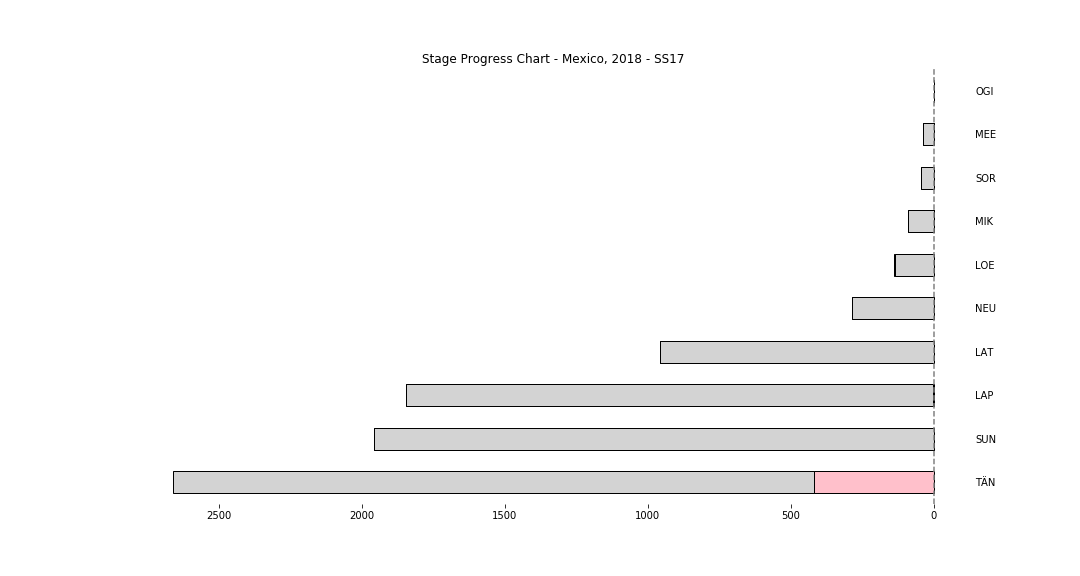 Stage Progress Chart - Mexico, 2018 - SS17
OGI
MEE
SOR
MIK
LOE
NEU
LAT
LAP
SUN
TÄN
2500 2000 1500 1000 500 0